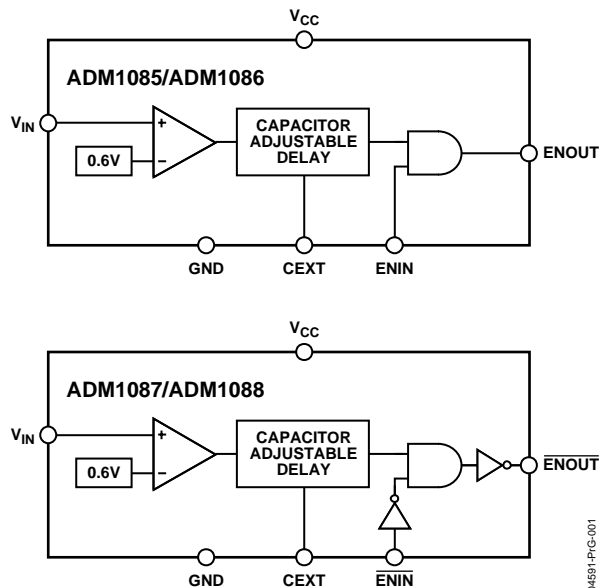 VCC
ADM1085/ADM1086
VIN
+
0.6V
–
CAPACITOR
ADJUSTABLE
DELAY
ENOUT
GND
CEXT
ENIN
VCC
ADM1087/ADM1088
VIN
+
0.6V
–
CAPACITOR
ADJUSTABLE
DELAY
ENOUT
GND
CEXT
ENIN
04591-PrG-001